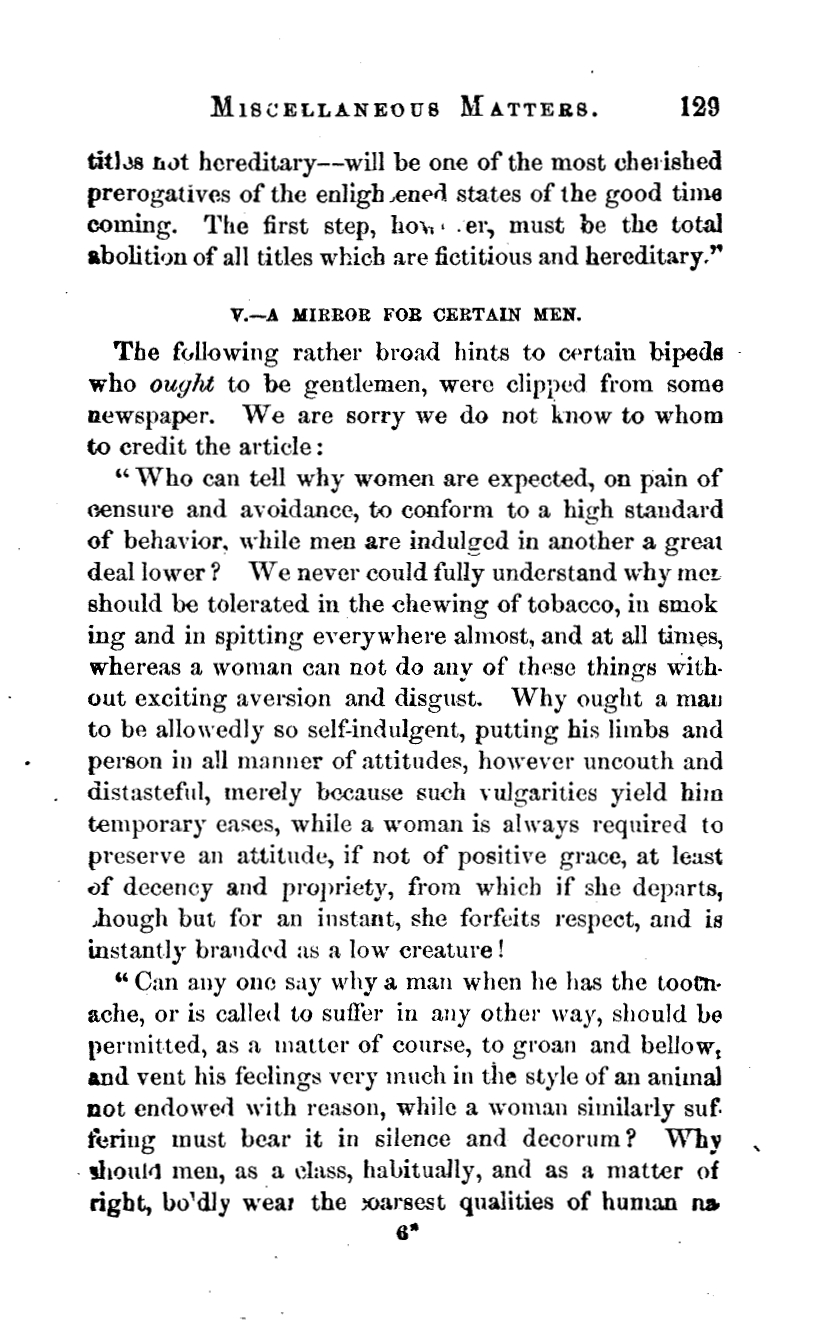 MISCELLANEOUS MATTERS. 129
titles not hereditary--will be one of the most cherished
prerogatives of the enlightened states of the good time
coming. The first step, however, must be the total
abolition of all titles which are fictitious and hereditary."
V.—A MIRROR FOR CERTAIN MEN.
The following rather broad hints to certain bipeds
who ought to be gentlemen, were clipped from some
newspaper. We are sorry we do not know to whom
to credit the article:
"Who can tell why women are expected, on pain of
censure and avoidance, to conform to a high standard
of behavior, while men are indulged in another a great
deal lower? We never could fully understand why men
should be tolerated in the chewing of tobacco, in smok
ing and in spitting everywhere almost, and at all times,
whereas a woman can not do any of these things with-
out exciting aversion and disgust. Why ought a man
to be allowedly so self-indulgent, putting his limbs and
person in all manner of attitudes, however uncouth and
distasteful, merely because such vulgarities yield him
temporary eases, while a woman is always required to
preserve an attitude, if not of positive grace, at least
of decency and propriety, from which if she departs,
though but for an instant, she forfeits respect, and is
instantly branded as a low creature!
"Can any one say why a man when he has the tooth-
ache, or is called to suffer in any other way, should be
permitted, as a matter of course, to groan and bellow,
and vent his feelings very much in the style of an animal
not endowed with reason, while a woman similarly suf-
fering must bear it in silence and decorum? Why
should men, as a class, habitually, and as a matter of
right, boldly wear the coarsest qualities of human na-
6*